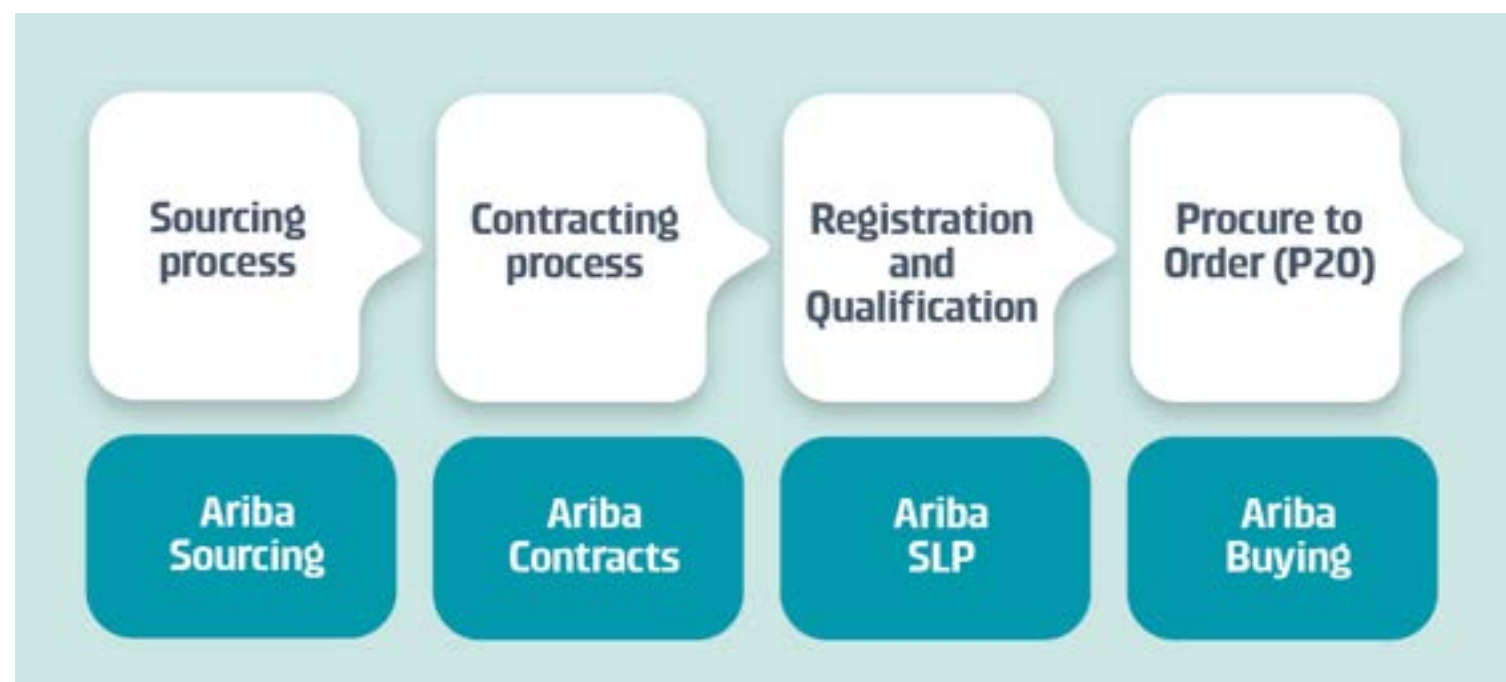 Sourcing
process
Contracting
process
Registration
and
Qualification
Procure to
Order (P2O)
Ariba
Sourcing
Ariba
Contracts
Ariba
SLP
Ariba
Buying